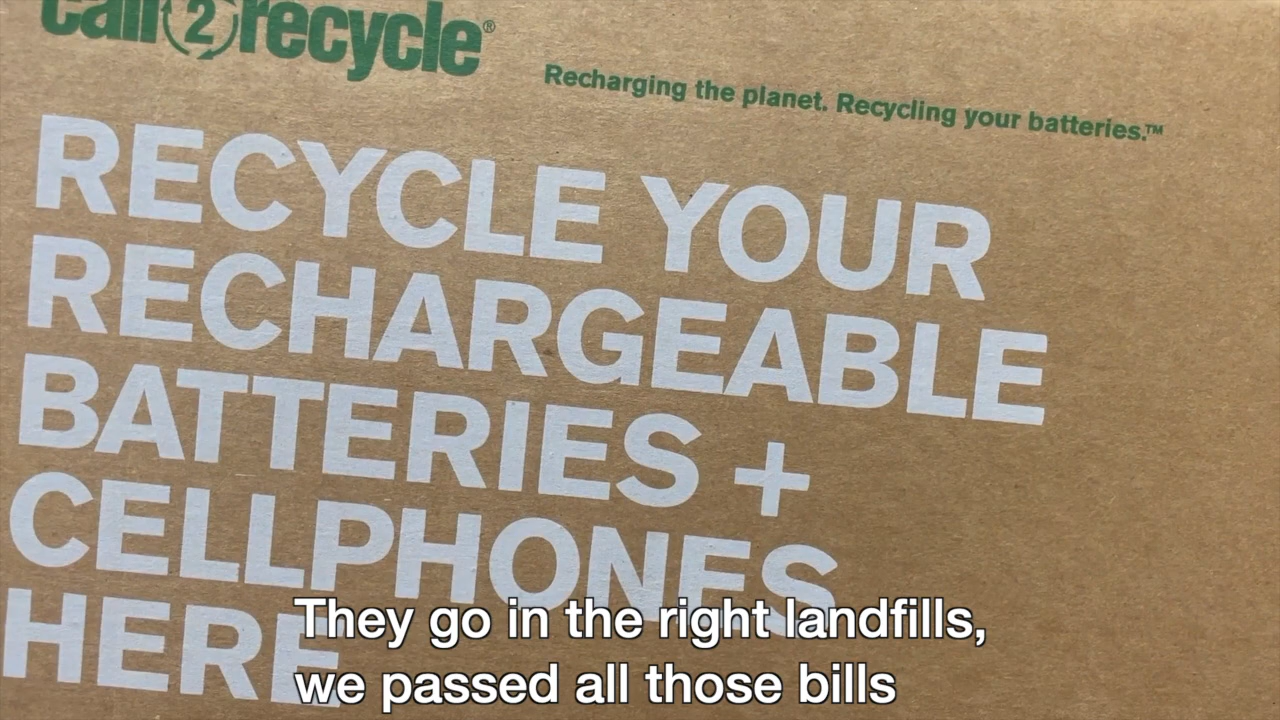 call2recycle®
Recharging the planet. Recycling your batteries.™
RECYCLE YOUR
RECHARGEABLE
BATTERIES +
CELLPHONES
HERE
They go in the right landfills,
we passed all those bills